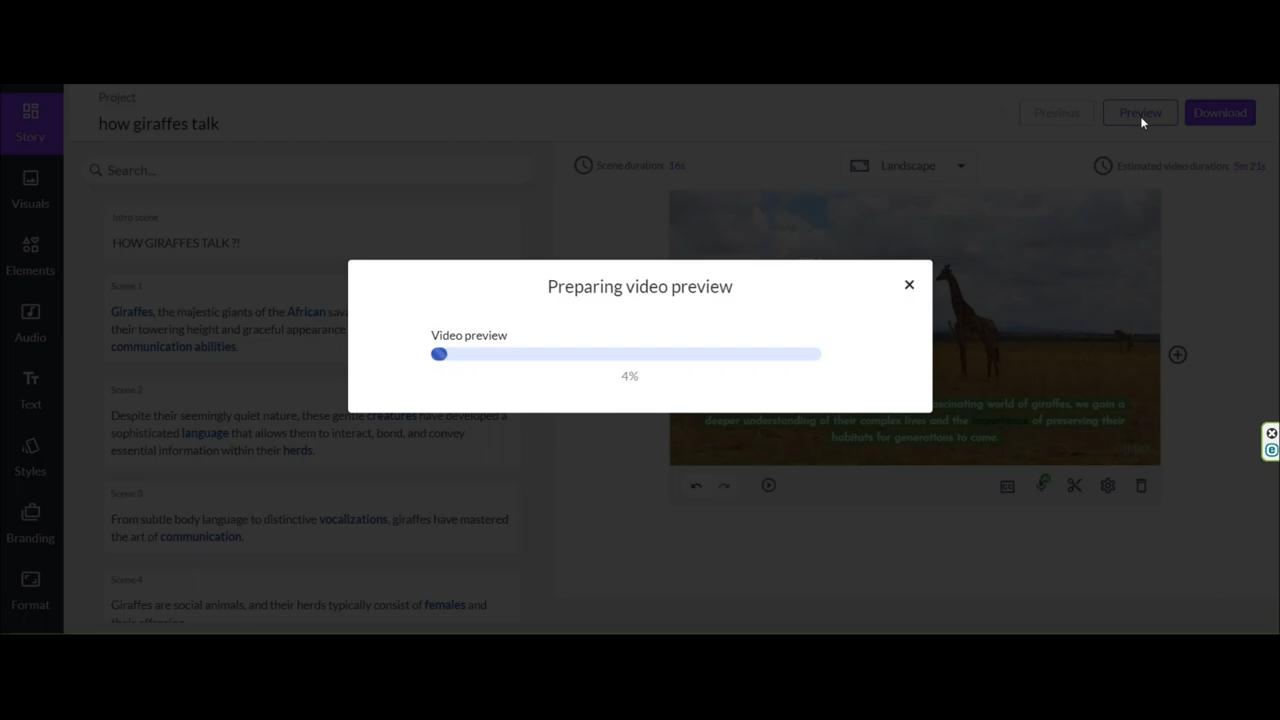 Project
how giraffes talk
Previous
Preview
Download
Story
Visuals
Elements
Audio
Text
Styles
Branding
Format
Search...
Intro scene
HOW GIRAFFES TALK ?!
Scene 1
Giraffes, the majestic giants of the African
their towering height and graceful appearance
communication abilities.
Scene 2
Despite their seemingly quiet nature, these gentle creatures have developed a
sophisticated language that allows them to interact, bond, and convey
essential information within their herds.
Scene 3
From subtle body language to distinctive vocalizations, giraffes have mastered
the art of communication.
Scene 4
Giraffes are social animals, and their herds typically consist of females and
their offspring
Scene duration: 16s
Landscape
Estimated video duration: 5m 21s
Preparing video preview
Video preview
4%
world of giraffes, we gain a
deeper understanding of their complex lives and the importance of preserving their
habitats for generations to come.
CC